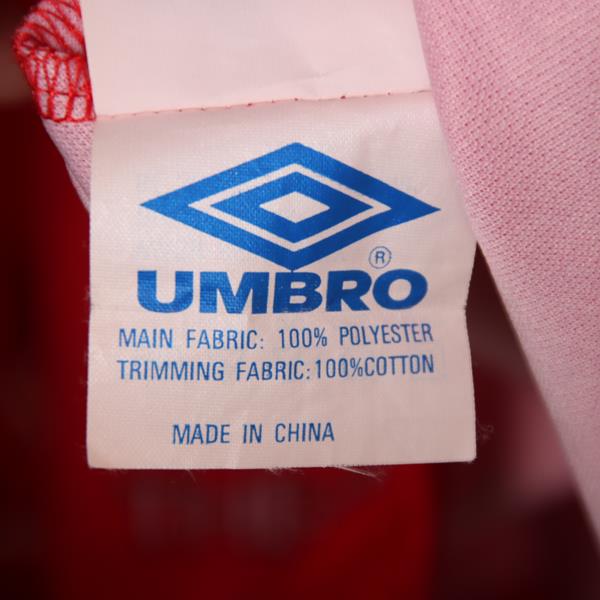 ®
UMBRO
MAIN FABRIC: 100% POLYESTER
TRIMMING FABRIC:100%COTTON
MADE IN CHINA